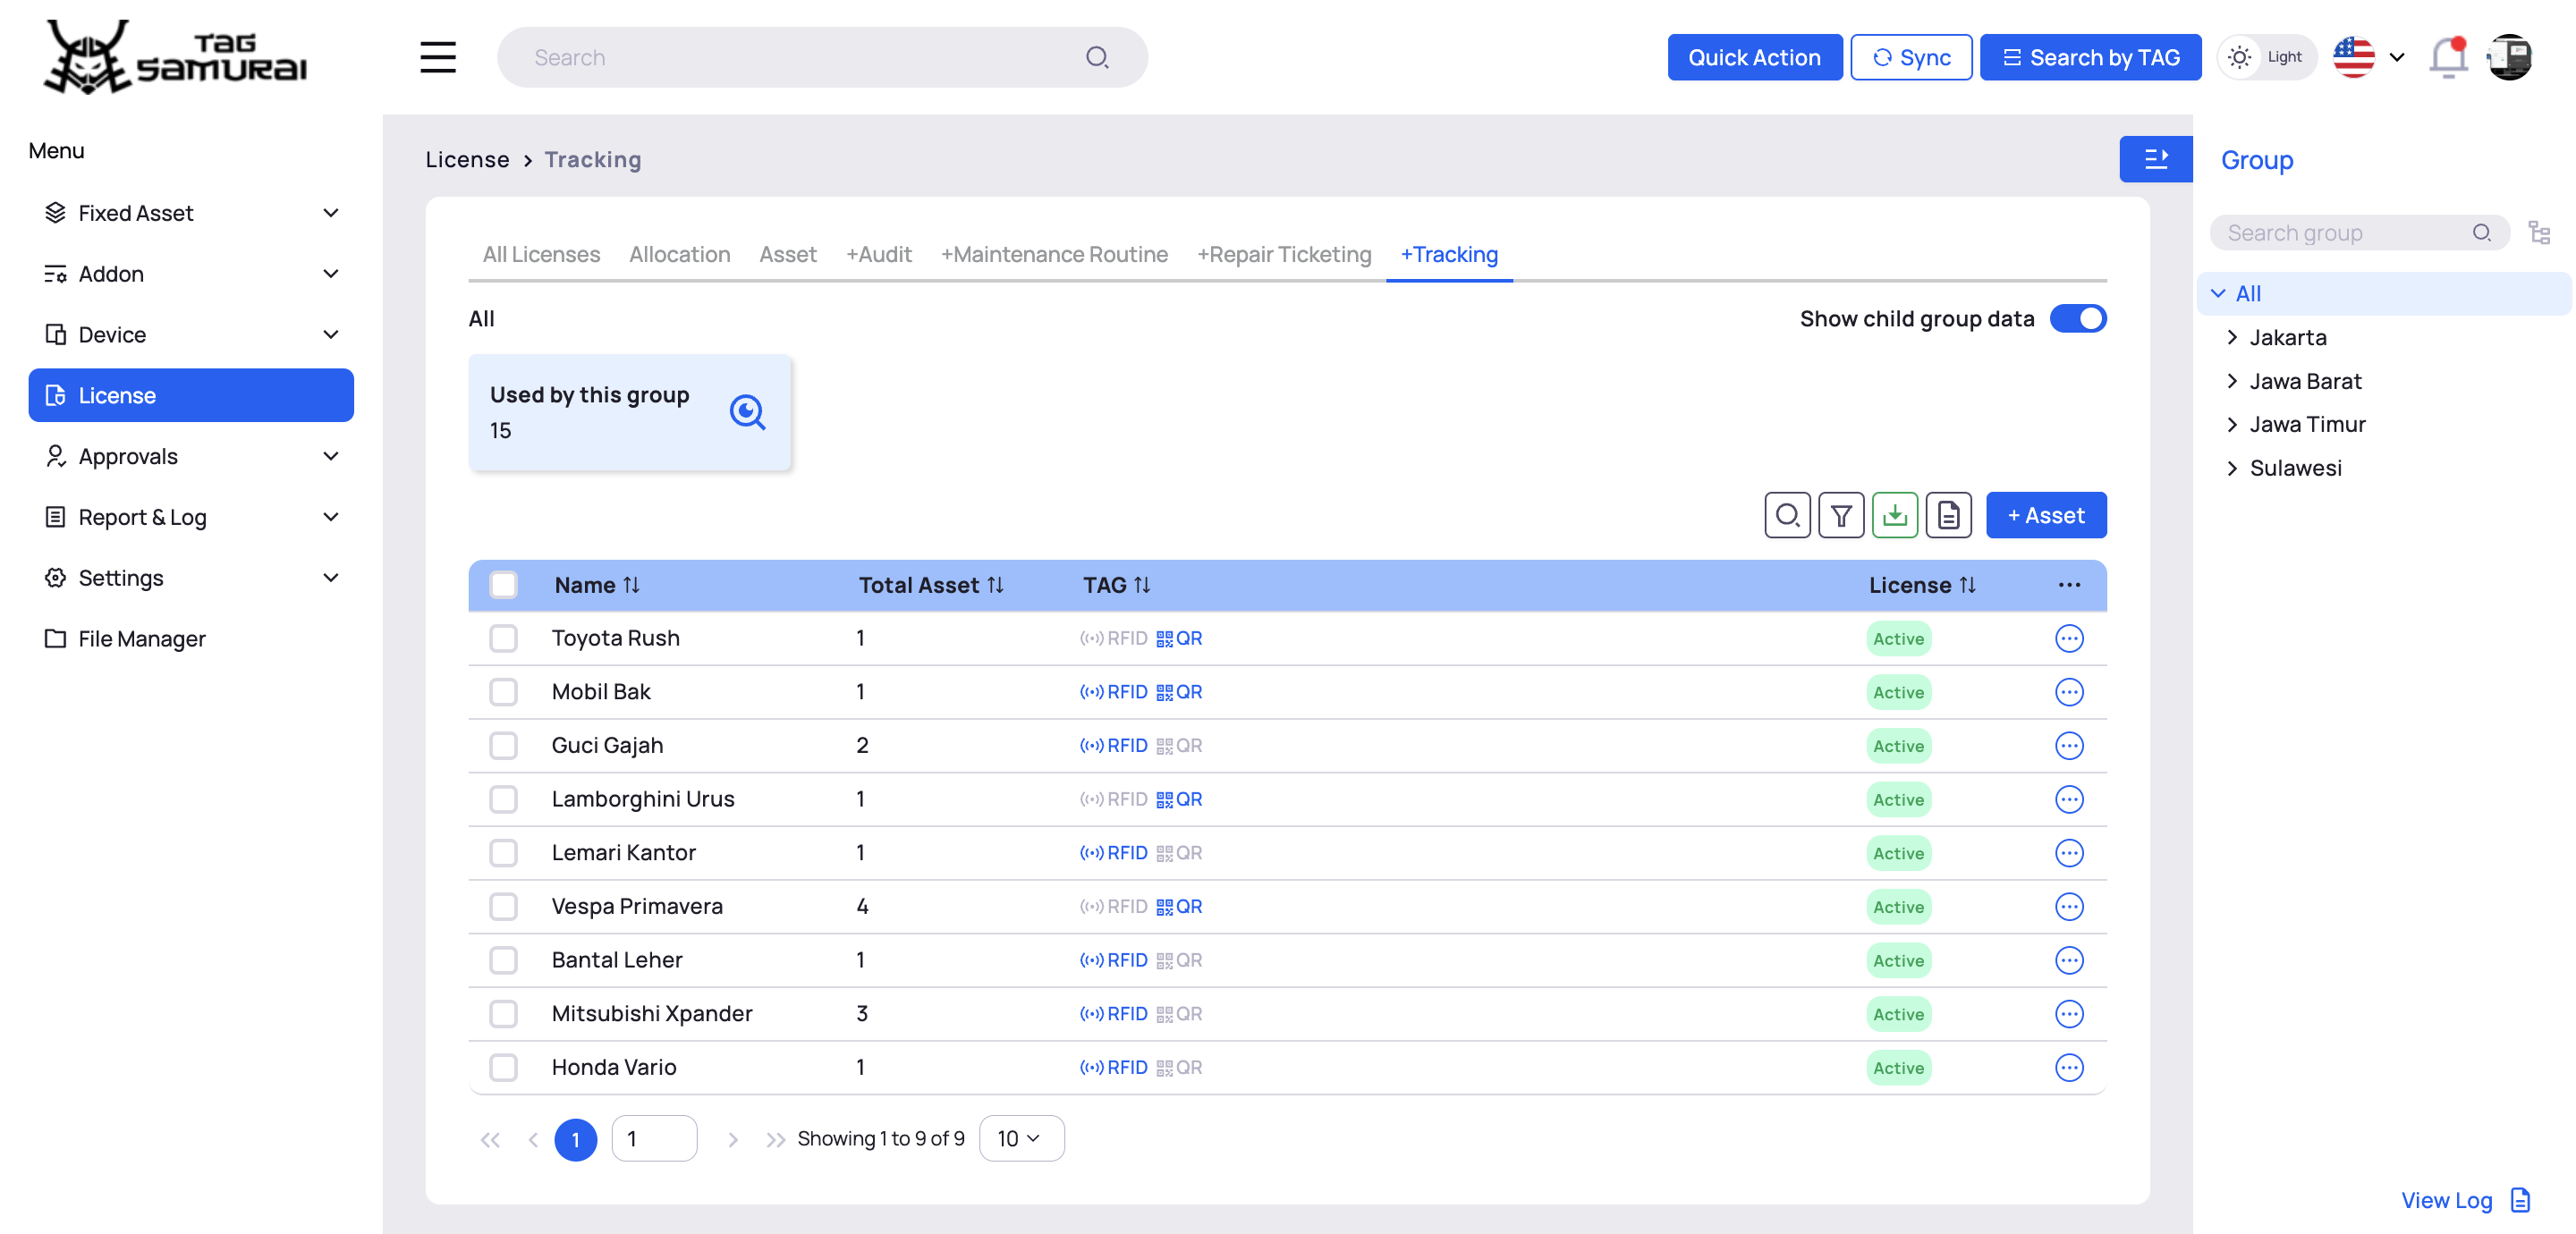 TAG SAMURAI
Search
Quick Action
Sync
Search by TAG
Light
Menu
Fixed Asset
Addon
Device
License
Approvals
Report & Log
Settings
File Manager
License > Tracking
All Licenses Allocation Asset +Audit +Maintenance Routine +Repair Ticketing +Tracking
All
Show child group data
Used by this group
15
+ Asset
Name Total Asset TAG License
Toyota Rush 1 RFID QR Active
Mobil Bak 1 RFID QR Active
Guci Gajah 2 RFID QR Active
Lamborghini Urus 1 RFID QR Active
Lemari Kantor 1 RFID QR Active
Vespa Primavera 4 RFID QR Active
Bantal Leher 1 RFID QR Active
Mitsubishi Xpander 3 RFID QR Active
Honda Vario 1 RFID QR Active
1 1 Showing 1 to 9 of 9 10
Group
Search group
All
Jakarta
Jawa Barat
Jawa Timur
Sulawesi
View Log